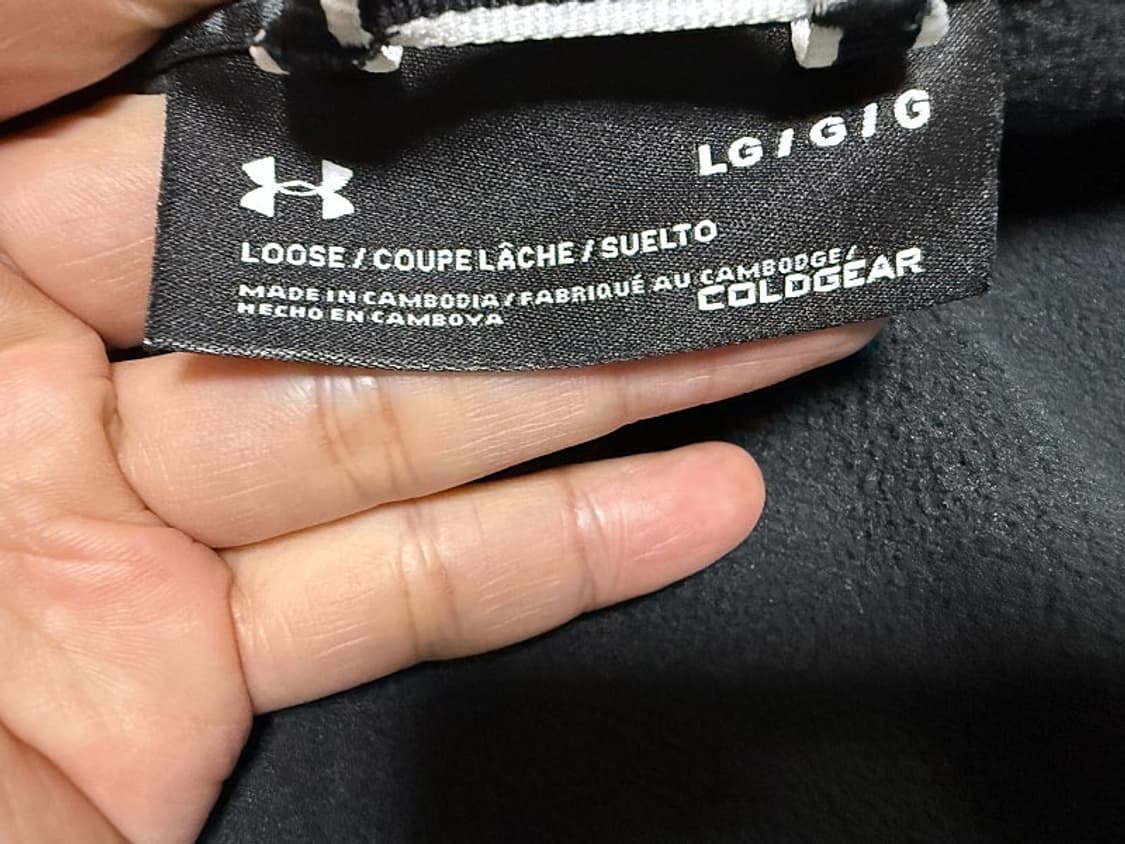 LG / G / G
LOOSE / COUPE LÂCHE / SUELTO
MADE IN CAMBODIA / FABRIQUÉ AU CAMBODGE /
HECHO EN CAMBOYA
COLDGEAR